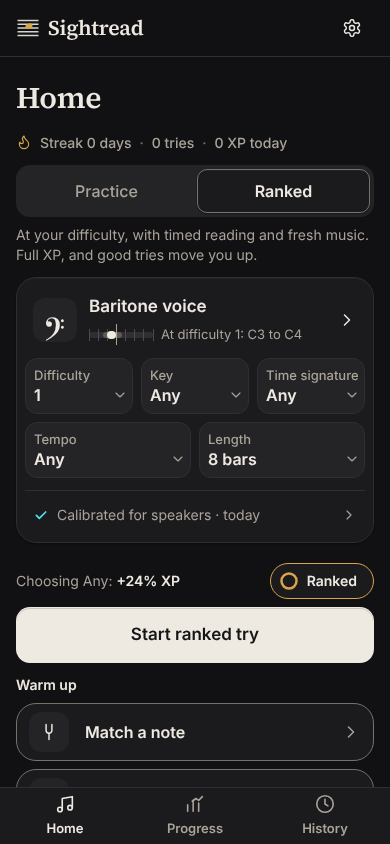 Sightread
Home
Streak 0 days · 0 tries · 0 XP today
Practice
Ranked
At your difficulty, with timed reading and fresh music.
Full XP, and good tries move you up.
Baritone voice
At difficulty 1: C3 to C4
Difficulty
1
Key
Any
Time signature
Any
Tempo
Any
Length
8 bars
Calibrated for speakers · today
Choosing Any: +24% XP
Ranked
Start ranked try
Warm up
Match a note
Home
Progress
History